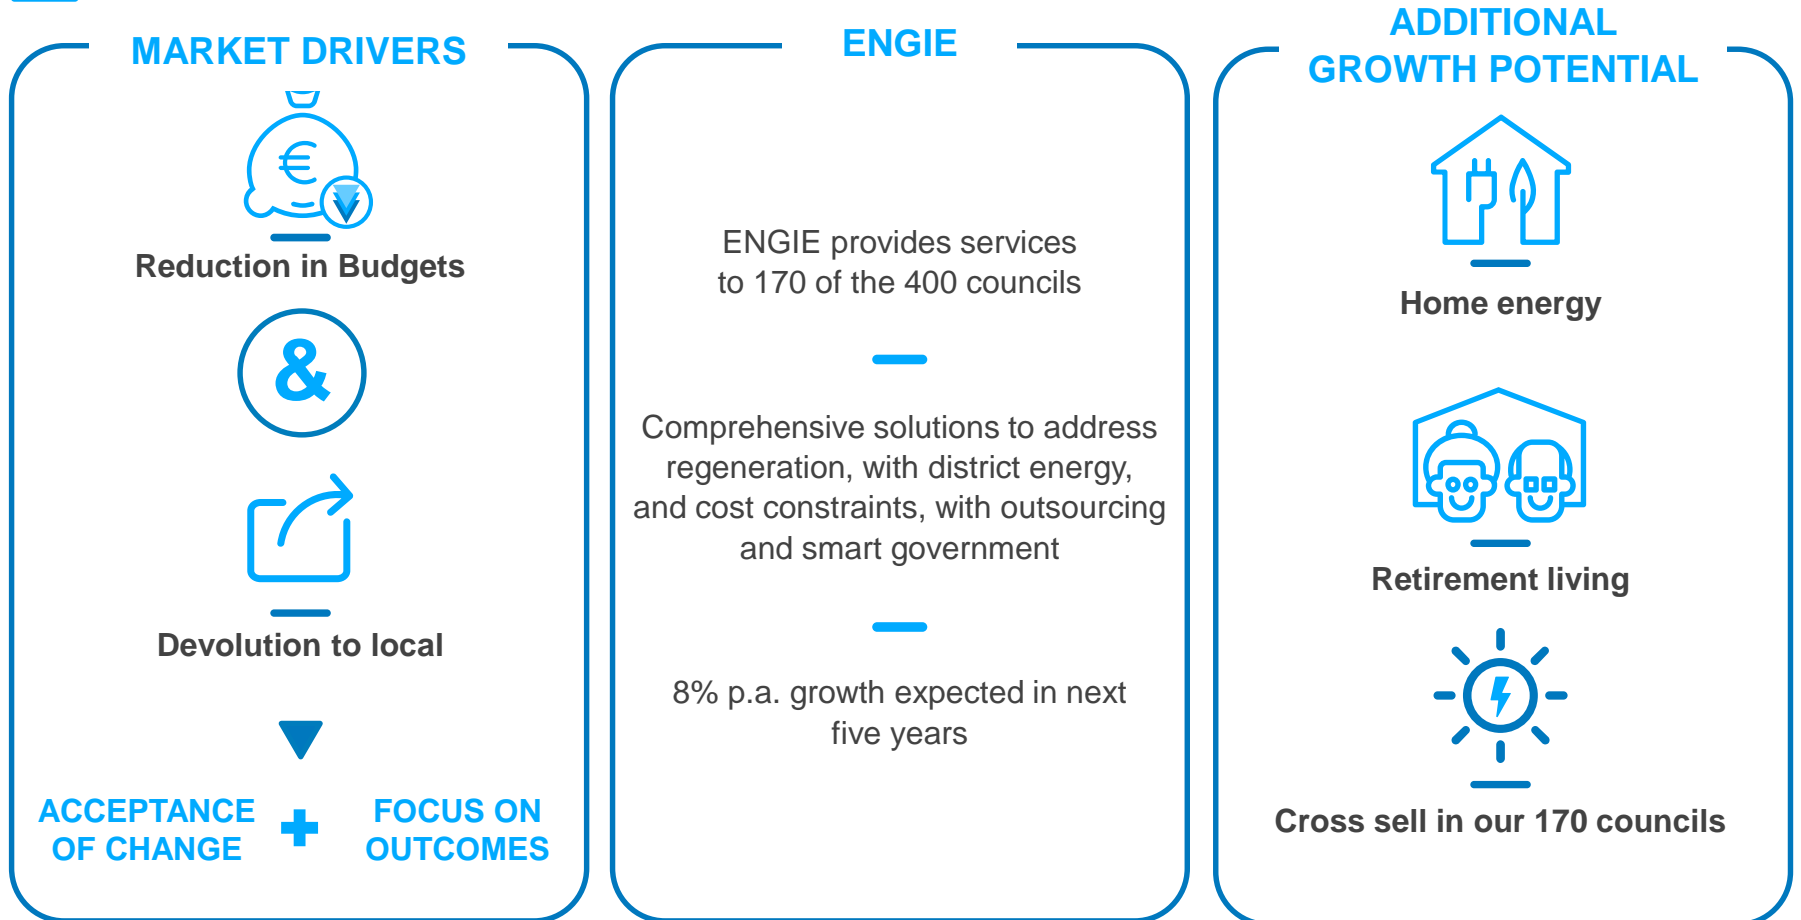 MARKET DRIVERS
€
Reduction in Budgets
&
Devolution to local
ACCEPTANCE
OF CHANGE
+
FOCUS ON
OUTCOMES
ENGIE
ENGIE provides services
to 170 of the 400 councils
Comprehensive solutions to address
regeneration, with district energy,
and cost constraints, with outsourcing
and smart government
8% p.a. growth expected in next
five years
ADDITIONAL
GROWTH POTENTIAL
Home energy
Retirement living
Cross sell in our 170 councils